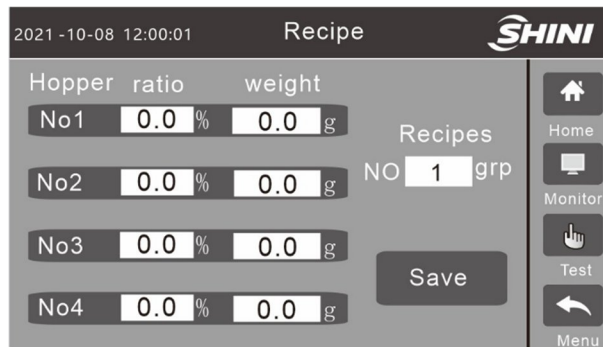 2021-10-08 12:00:01 Recipe SHINI
Hopper ratio weight
No1 0.0 % 0.0 g
No2 0.0 % 0.0 g
No3 0.0 % 0.0 g
No4 0.0 % 0.0 g
Recipes
NO 1 grp
Save
Home
Monitor
Test
Menu